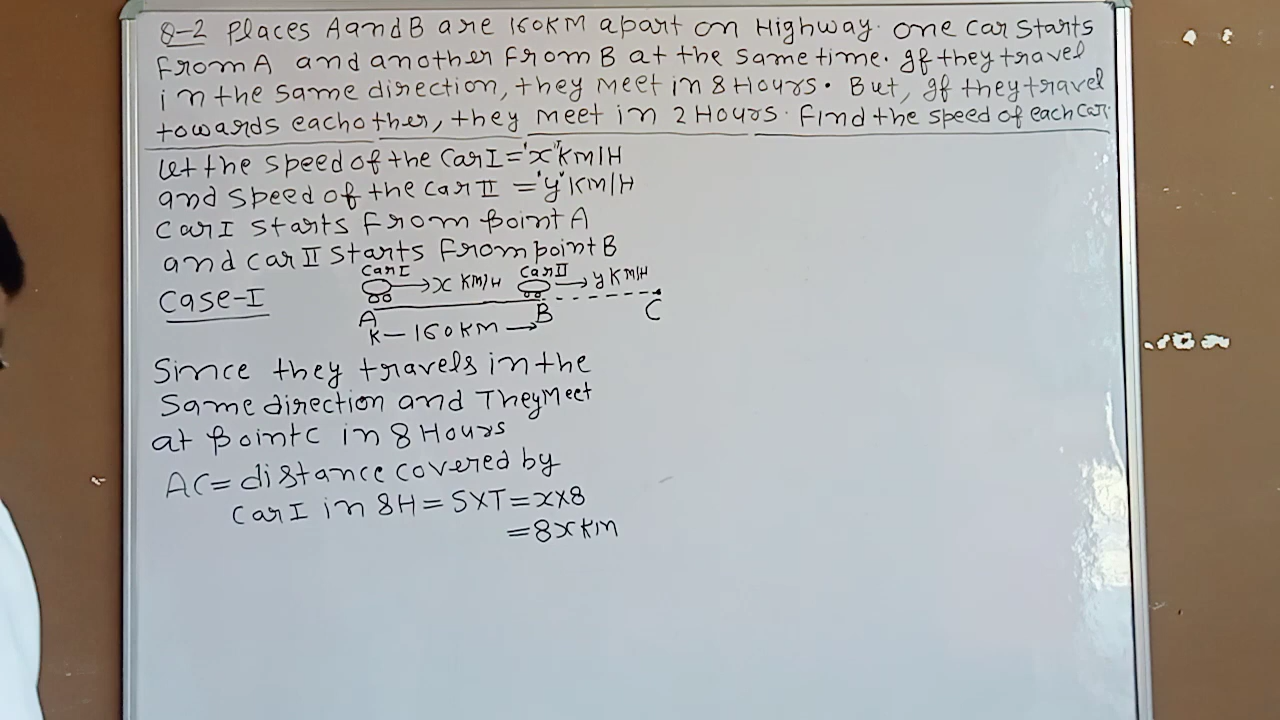 Q-2 Places A and B are 160KM apart on Highway. one car starts
from A and another from B at the same time. If they travel
in the same direction, they meet in 8 Hours. But, If they travel
towards each other, they meet in 2 Hours. Find the speed of each car.
Let the speed of the Car I = 'x' KM/H
and speed of the car II = 'y' KM/H
Car I starts from point A
and car II starts from point B
Car I → x KM/H Car II → y KM/H
Case-I
A B C
K— 160KM →
Since they travels in the
Same direction and They Meet
at point C in 8 Hours
AC = distance covered by
Car I in 8H = S×T = x×8
= 8x KM